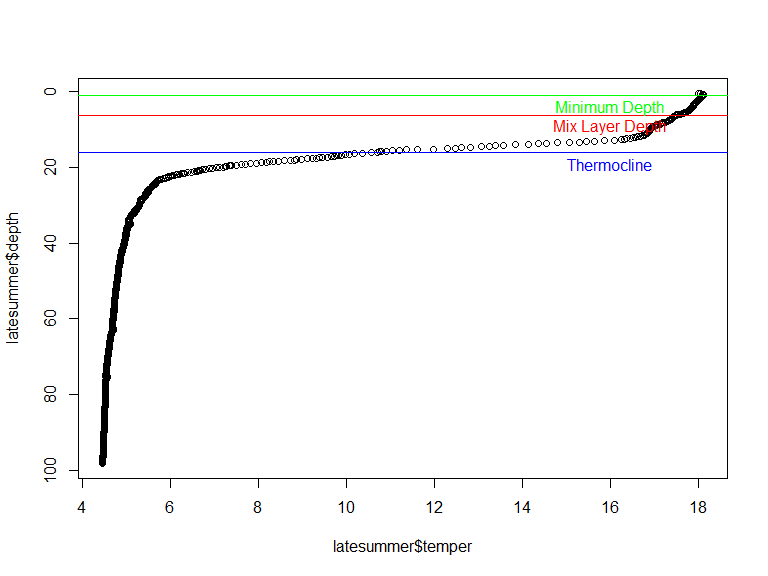 0
20
40
60
80
100
latesummer$depth
Minimum Depth
Mix Layer Depth
Thermocline
4
6
8
10
12
14
16
18
latesummer$temper